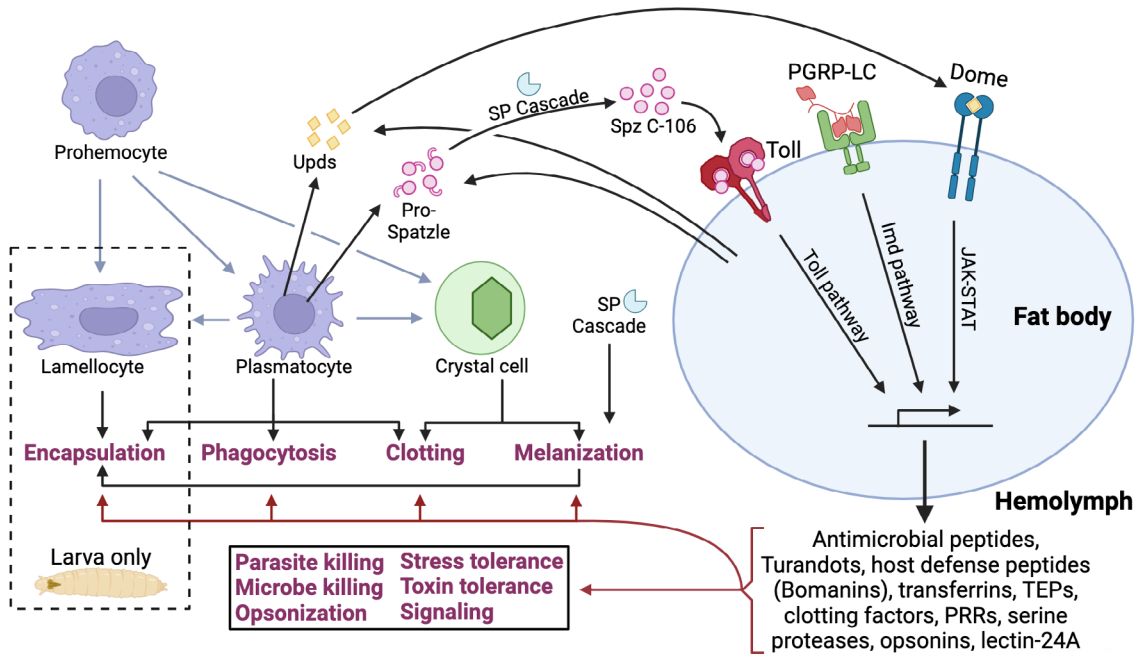 Prohemocyte
Upds
Pro-
Spatzle
SP Cascade
Spz C-106
Toll
PGRP-LC
Dome
Toll pathway
Imd pathway
JAK-STAT
Fat body
Lamellocyte
Plasmatocyte
Crystal cell
SP
Cascade
Encapsulation
Phagocytosis
Clotting
Melanization
Hemolymph
Larva only
Parasite killing
Stress tolerance
Microbe killing
Toxin tolerance
Opsonization
Signaling
Antimicrobial peptides,
Turandots, host defense peptides
(Bomanins), transferrins, TEPs,
clotting factors, PRRs, serine
proteases, opsonins, lectin-24A